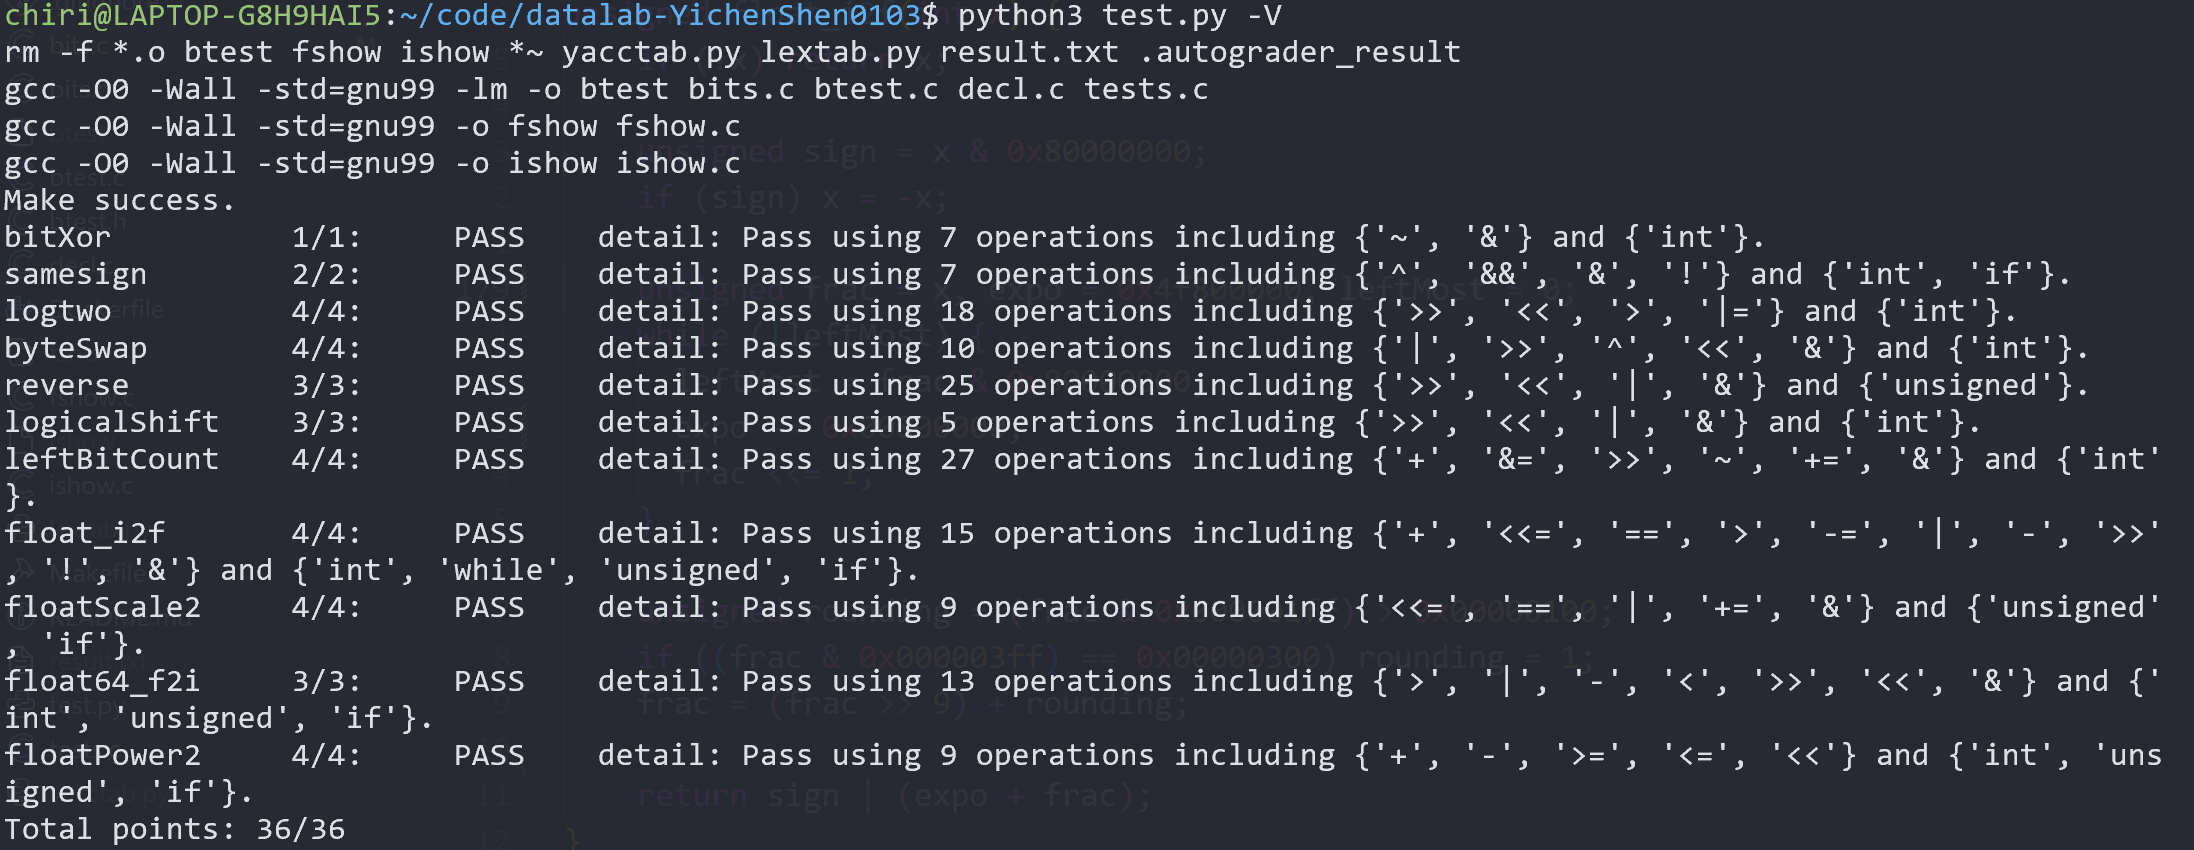 chiri@LAPTOP-G8H9HAI5:~/code/datalab-YichenShen0103$ python3 test.py -V
rm -f *.o btest fshow ishow *~ yacctab.py lextab.py result.txt .autograder_result
gcc -O0 -Wall -std=gnu99 -lm -o btest bits.c btest.c decl.c tests.c
gcc -O0 -Wall -std=gnu99 -o fshow fshow.c
gcc -O0 -Wall -std=gnu99 -o ishow ishow.c
Make success.
bitXor          1/1:     PASS    detail: Pass using 7 operations including {'~', '&'} and {'int'}.
samesign        2/2:     PASS    detail: Pass using 7 operations including {'^', '&&', '&', '!'} and {'int', 'if'}.
logtwo          4/4:     PASS    detail: Pass using 18 operations including {'>>', '<<', '>', '|='} and {'int'}.
byteSwap        4/4:     PASS    detail: Pass using 10 operations including {'|', '>>', '^', '<<', '&'} and {'int'}.
reverse         3/3:     PASS    detail: Pass using 25 operations including {'>>', '<<', '|', '&'} and {'unsigned'}.
logicalShift    3/3:     PASS    detail: Pass using 5 operations including {'>>', '<<', '|', '&'} and {'int'}.
leftBitCount    4/4:     PASS    detail: Pass using 27 operations including {'+', '&=', '>>', '~', '+=', '&'} and {'int'
}.
float_i2f       4/4:     PASS    detail: Pass using 15 operations including {'+', '<<=', '==', '>', '-=', '|', '-', '>>'
, '!', '&'} and {'int', 'while', 'unsigned', 'if'}.
floatScale2     4/4:     PASS    detail: Pass using 9 operations including {'<<=', '==', '|', '+=', '&'} and {'unsigned'
, 'if'}.
float64_f2i     3/3:     PASS    detail: Pass using 13 operations including {'>', '|', '-', '<', '>>', '<<', '&'} and {'
int', 'unsigned', 'if'}.
floatPower2     4/4:     PASS    detail: Pass using 9 operations including {'+', '-', '>=', '<=', '<<'} and {'int', 'uns
igned', 'if'}.
Total points: 36/36